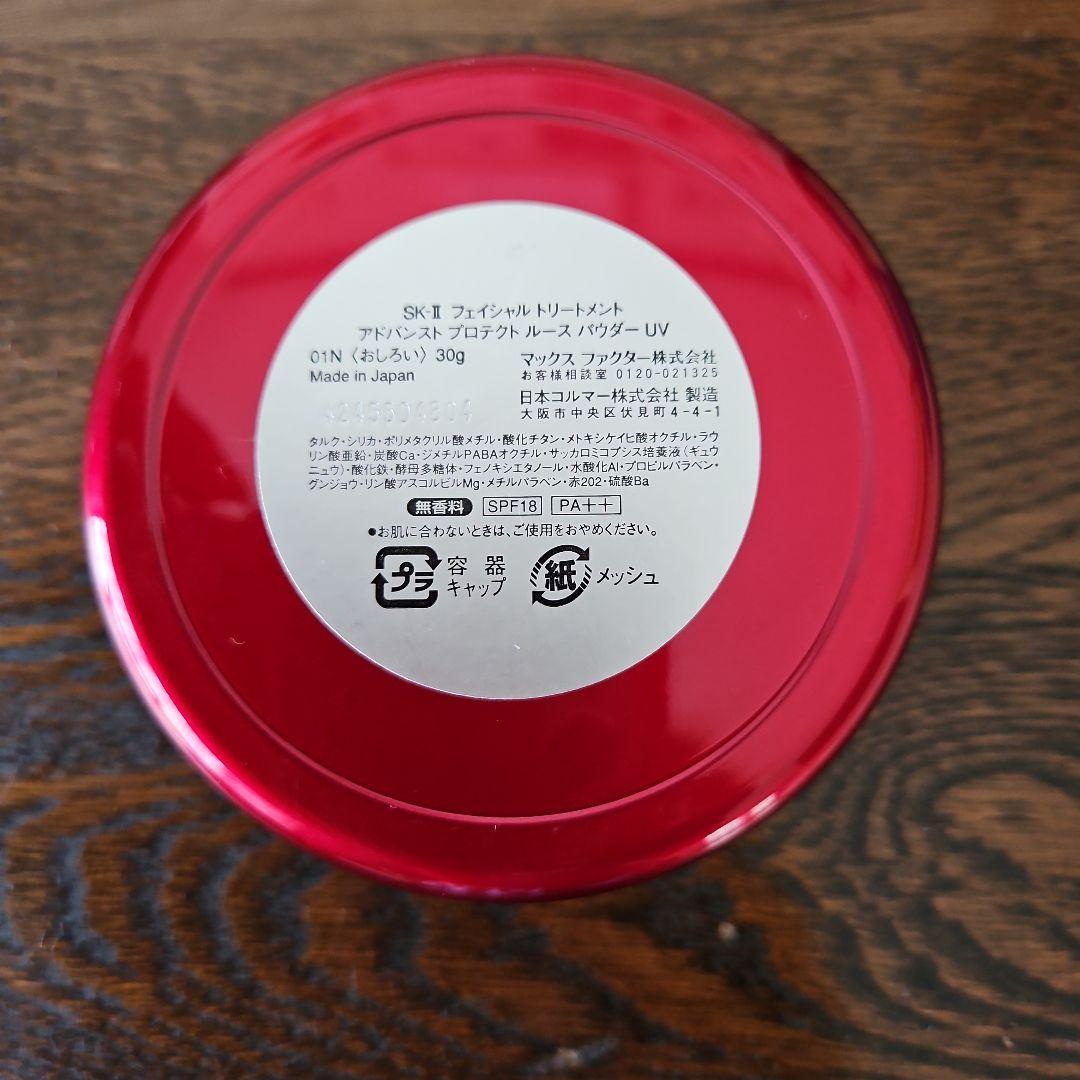 SK-Ⅱ フェイシャル トリートメント
アドバンスト プロテクト ルース パウダー UV
01N〈おしろい〉30g
Made in Japan
マックス ファクター株式会社
お客様相談室 0120-021325
日本コルマー株式会社 製造
大阪市中央区伏見町4-4-1
タルク・シリカ・ポリメタクリル酸メチル・酸化チタン・メトキシケイヒ酸オクチル・ラウ
リン酸亜鉛・炭酸Ca・ジメチルPABAオクチル・サッカロミコプシス培養液(ギュウ
ニュウ)・酸化鉄・酵母多糖体・フェノキシエタノール・水酸化Al・プロピルパラベン・
グンジョウ・リン酸アスコルビルMg・メチルパラベン・赤202・硫酸Ba
無香料 SPF18 PA++
●お肌に合わないときは、ご使用をおやめください。
プラ 容器 キャップ
紙 メッシュ